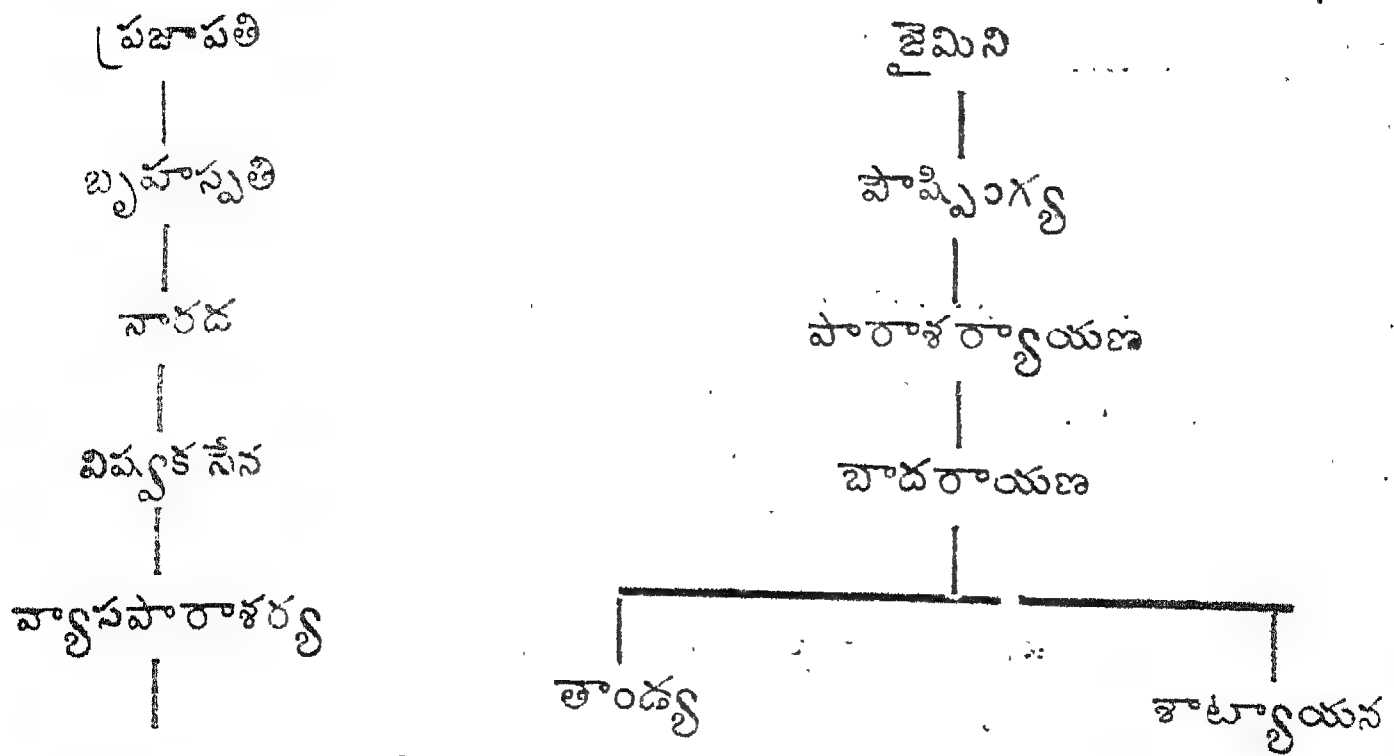 ప్రజాపతి
బృహస్పతి
నారద
విష్వక సేన
వ్యాసపారాశర్య
జైమిని
పౌష్పింగ్య
పారాశర్యాయణ
బాదరాయణ
తాండ్య
శాట్యాయన